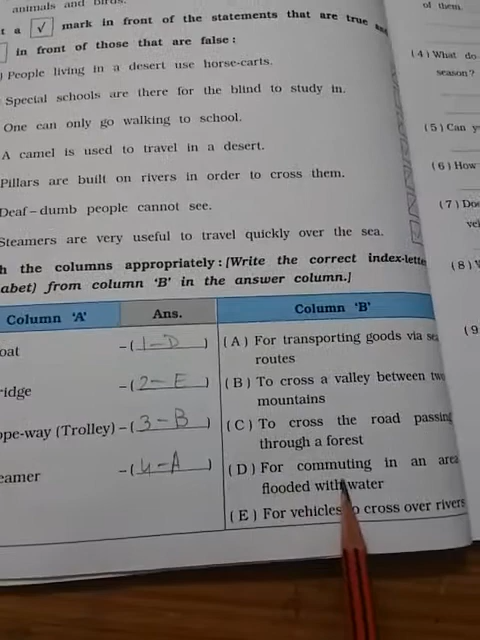 animals and birds.
t a ✓ mark in front of the statements that are true and
in front of those that are false :
) People living in a desert use horse-carts.
Special schools are there for the blind to study in.
One can only go walking to school.
A camel is used to travel in a desert.
Pillars are built on rivers in order to cross them.
Deaf – dumb people cannot see.
Steamers are very useful to travel quickly over the sea.
h the columns appropriately : [Write the correct index-lette
abet) from column 'B' in the answer column.]
Column 'A' Ans. Column 'B'
oat –( 1-D ) ( A ) For transporting goods via sea
routes
ridge –( 2-E ) ( B ) To cross a valley between two
mountains
ope-way (Trolley) –( 3-B ) ( C ) To cross the road passing
through a forest
eamer –( 4-A ) ( D ) For commuting in an area
flooded with water
( E ) For vehicles to cross over rivers
of them.
( 4 ) What do
season ?
( 5 ) Can y
( 6 ) How
( 7 ) Do
ve
( 8 )
( 9